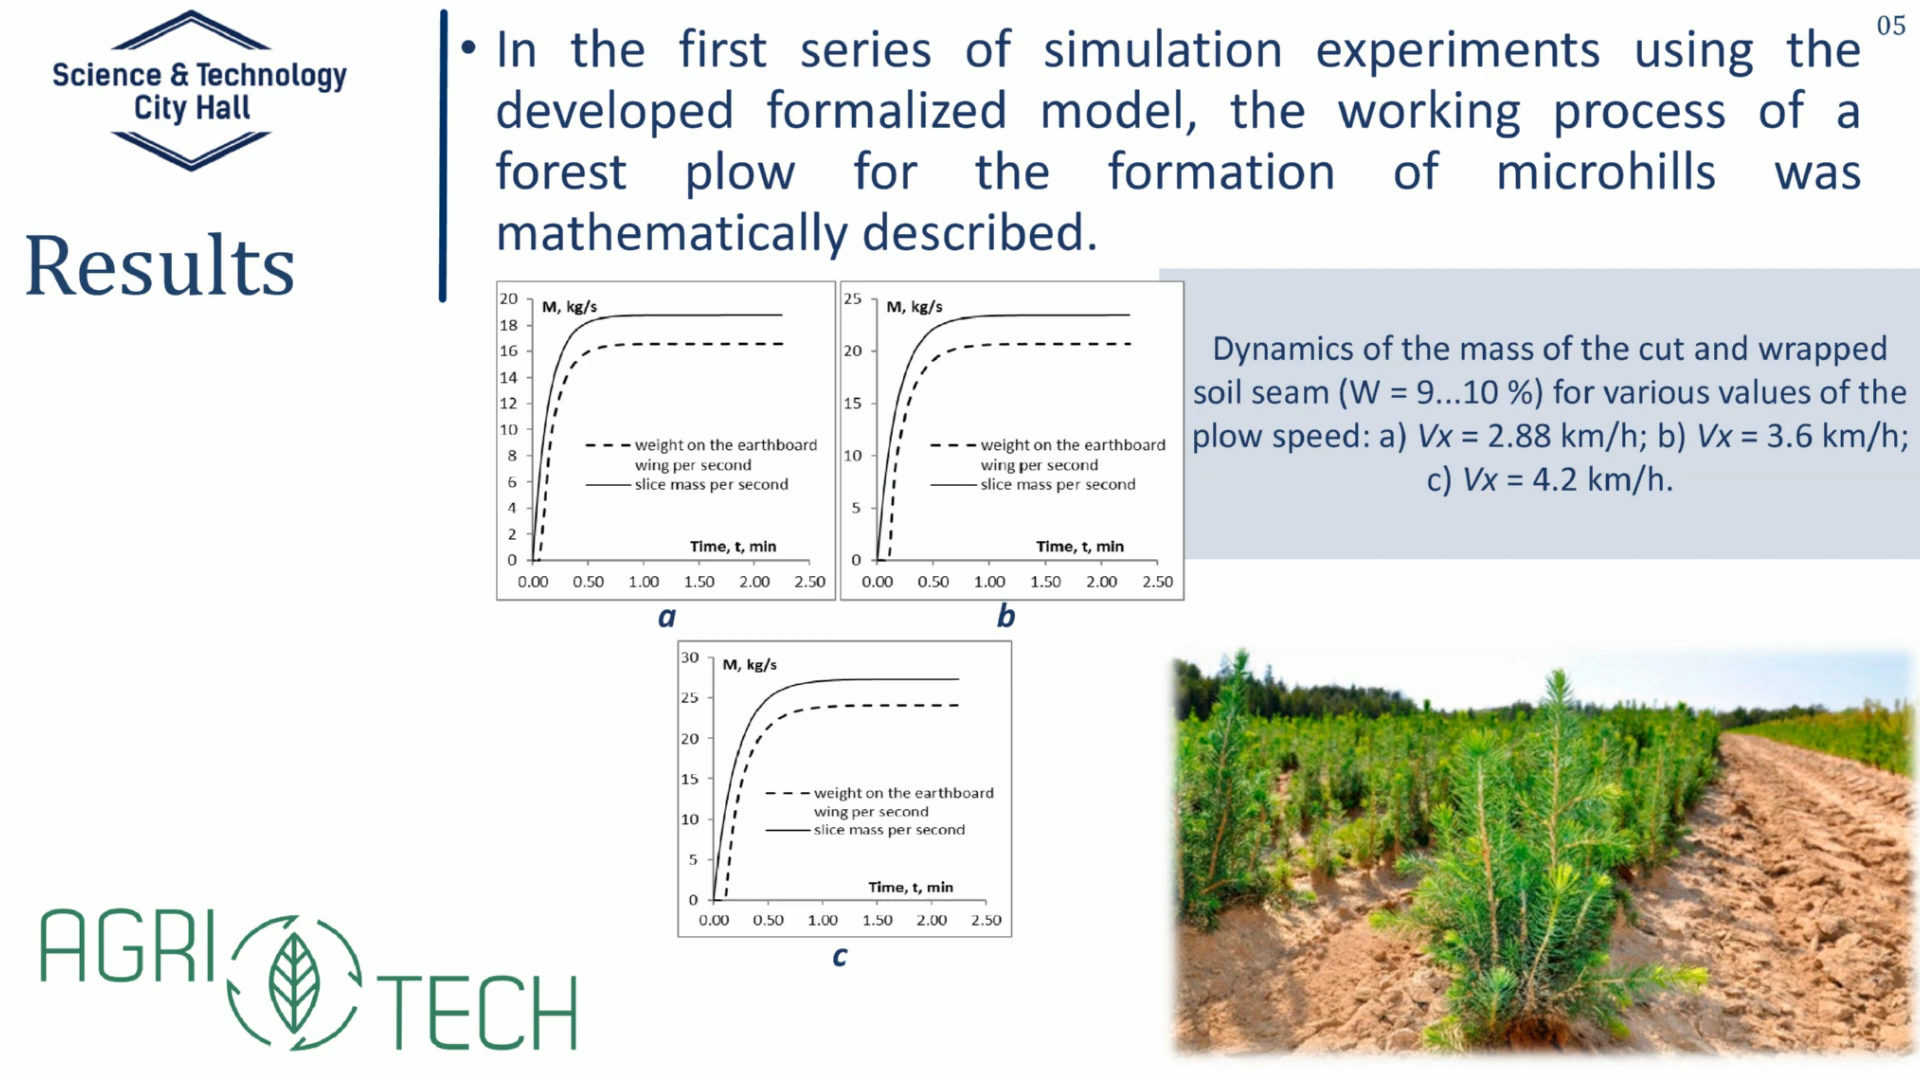 Science & Technology
City Hall
05
Results
• In the first series of simulation experiments using the
developed formalized model, the working process of a
forest plow for the formation of microhills was
mathematically described.
M, kg/s
20
18
16
14
12
10
8
6
4
2
0
weight on the earthboard
wing per second
slice mass per second
Time, t, min
0.00 0.50 1.00 1.50 2.00 2.50
a
M, kg/s
25
20
15
10
5
0
weight on the earthboard
wing per second
slice mass per second
Time, t, min
0.00 0.50 1.00 1.50 2.00 2.50
b
Dynamics of the mass of the cut and wrapped
soil seam (W = 9...10 %) for various values of the
plow speed: a) Vx = 2.88 km/h; b) Vx = 3.6 km/h;
c) Vx = 4.2 km/h.
M, kg/s
30
25
20
15
10
5
0
weight on the earthboard
wing per second
slice mass per second
Time, t, min
0.00 0.50 1.00 1.50 2.00 2.50
c
AGRI
TECH